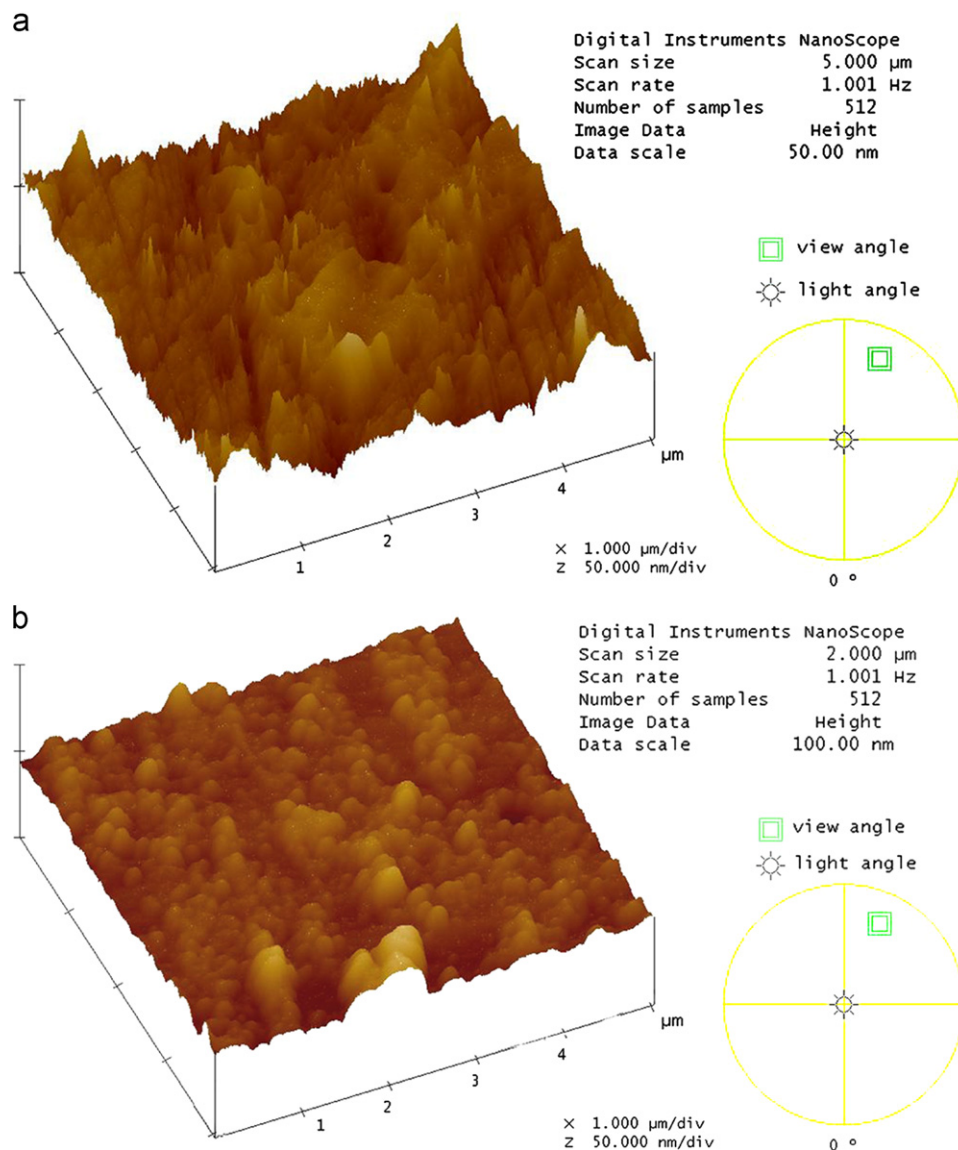 a
Digital Instruments NanoScope
Scan size 5.000 µm
Scan rate 1.001 Hz
Number of samples 512
Image Data Height
Data scale 50.00 nm
view angle
light angle
µm
4
3
2
1
X 1.000 µm/div
Z 50.000 nm/div
0 º
b
Digital Instruments NanoScope
Scan size 2.000 µm
Scan rate 1.001 Hz
Number of samples 512
Image Data Height
Data scale 100.00 nm
view angle
light angle
µm
4
3
2
1
X 1.000 µm/div
Z 50.000 nm/div
0 º